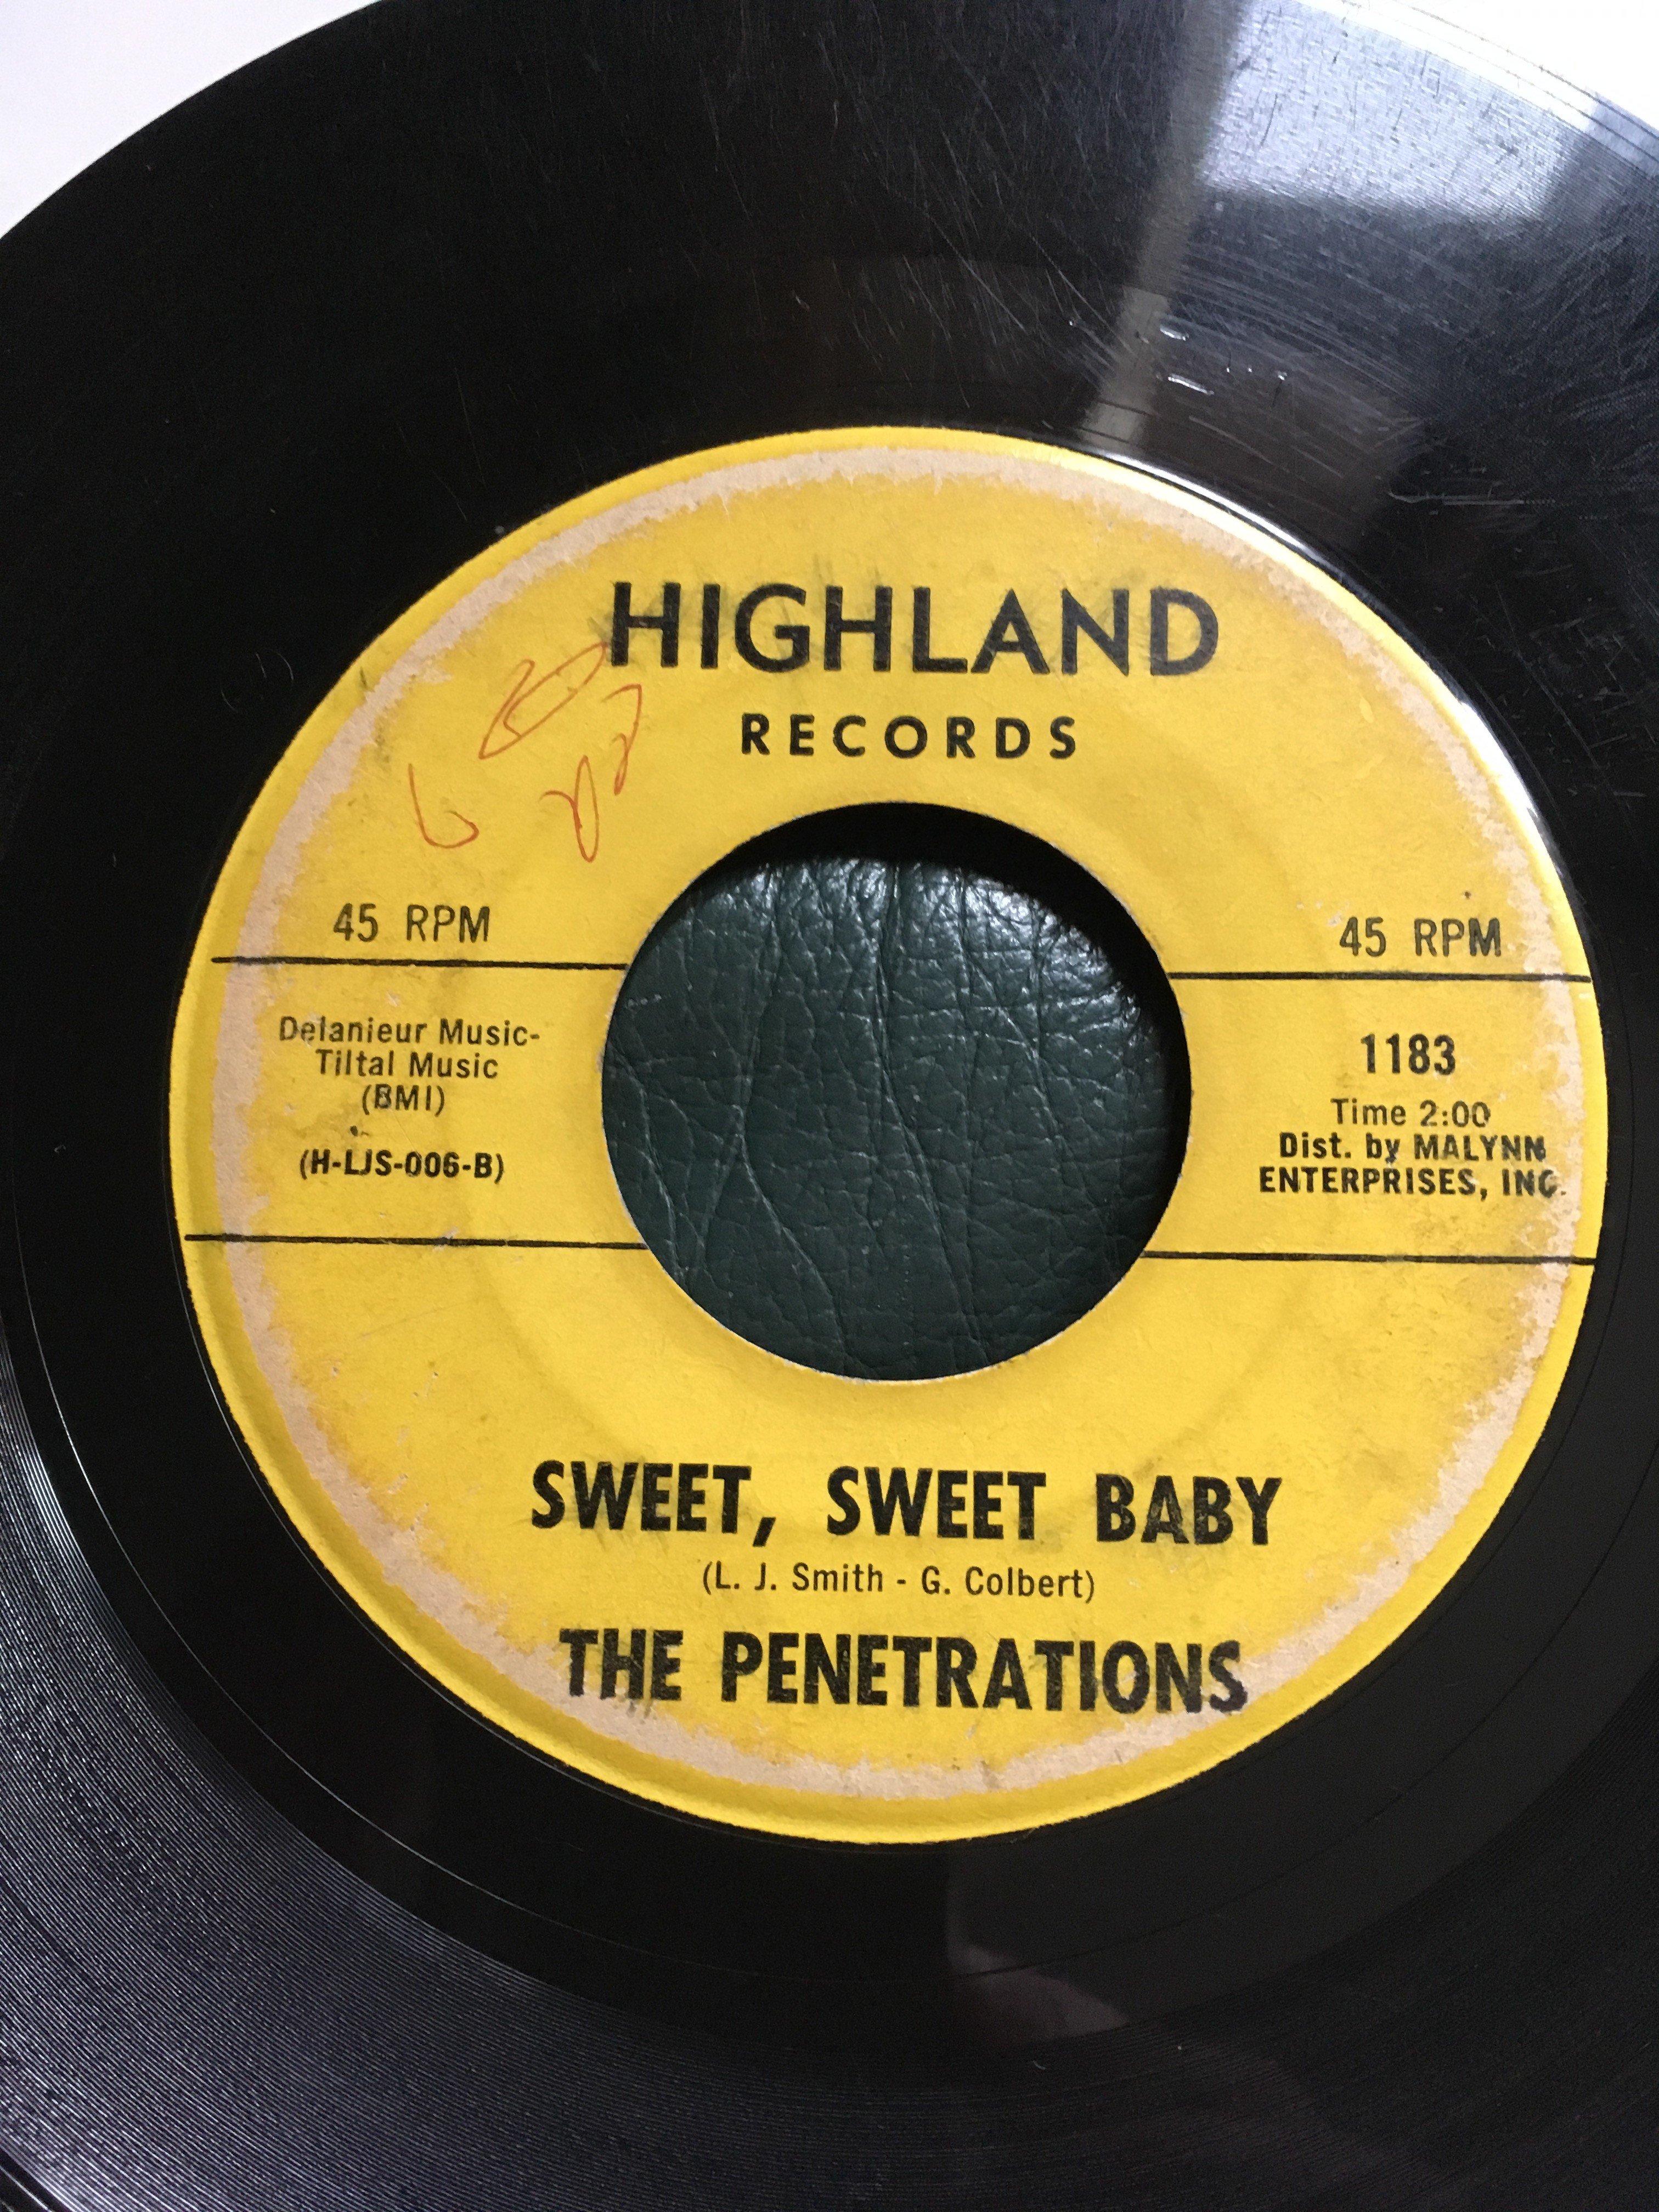 HIGHLAND
RECORDS
45 RPM
45 RPM
Delanieur Music-
Tiltal Music
(BMI)
(H-LJS-006-B)
1183
Time 2:00
Dist. by MALYNN
ENTERPRISES, INC.
SWEET, SWEET BABY
(L. J. Smith - G. Colbert)
THE PENETRATIONS